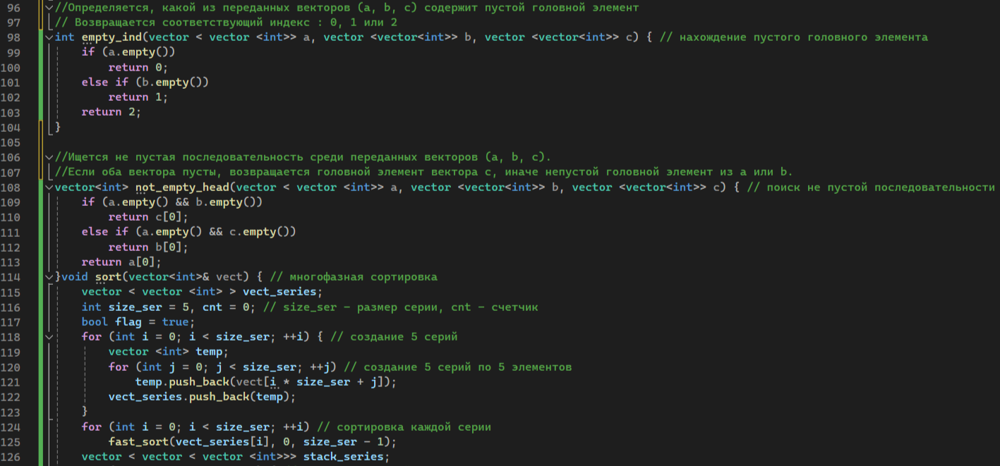 96 //Определяется, какой из переданных векторов (a, b, c) содержит пустой головной элемент
97 // Возвращается соответствующий индекс : 0, 1 или 2
98 int empty_ind(vector < vector <int>> a, vector <vector<int>> b, vector <vector<int>> c) { // нахождение пустого головного элемента
99 if (a.empty())
100 return 0;
101 else if (b.empty())
102 return 1;
103 return 2;
104 }
105
106 //Ищется не пустая последовательность среди переданных векторов (a, b, c).
107 //Если оба вектора пусты, возвращается головной элемент вектора c, иначе непустой головной элемент из a или b.
108 vector<int> not_empty_head(vector < vector <int>> a, vector <vector<int>> b, vector <vector<int>> c) { // поиск не пустой последовательности
109 if (a.empty() && b.empty())
110 return c[0];
111 else if (a.empty() && c.empty())
112 return b[0];
113 return a[0];
114 }void sort(vector<int>& vect) { // многофазная сортировка
115 vector < vector <int> > vect_series;
116 int size_ser = 5, cnt = 0; // size_ser - размер серии, cnt - счетчик
117 bool flag = true;
118 for (int i = 0; i < size_ser; ++i) { // создание 5 серий
119 vector <int> temp;
120 for (int j = 0; j < size_ser; ++j) // создание 5 серий по 5 элементов
121 temp.push_back(vect[i * size_ser + j]);
122 vect_series.push_back(temp);
123 }
124 for (int i = 0; i < size_ser; ++i) // сортировка каждой серии
125 fast_sort(vect_series[i], 0, size_ser - 1);
126 vector < vector < vector <int>>> stack_series;